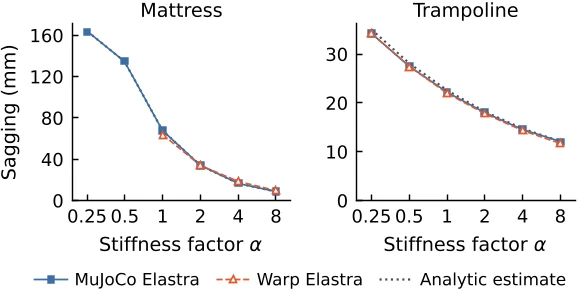 Mattress
Trampoline
Sagging (mm)
160
120
80
40
0
0.25 0.5 1 2 4 8
Stiffness factor α
30
20
10
0
0.25 0.5 1 2 4 8
Stiffness factor α
MuJoCo Elastra
Warp Elastra
Analytic estimate